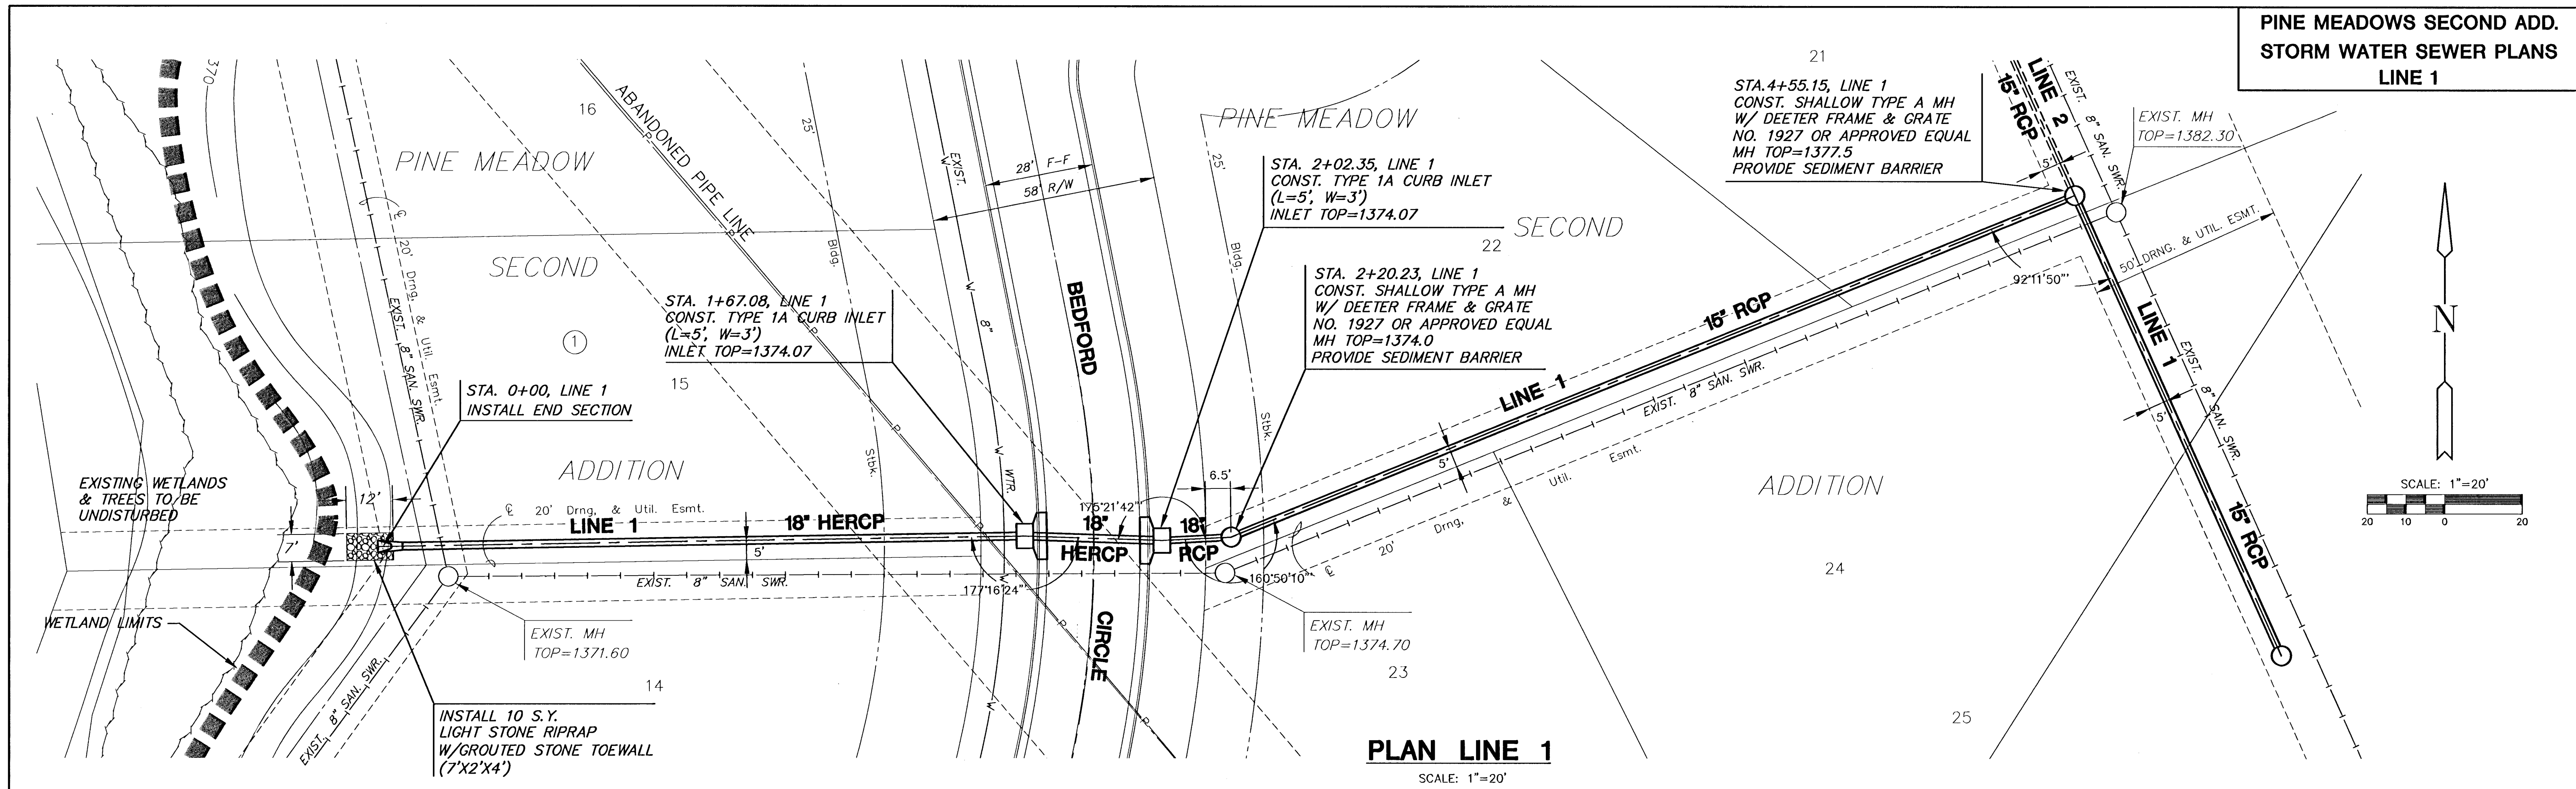 PINE MEADOWS SECOND ADD.
STORM WATER SEWER PLANS
LINE 1
370
16
ABANDONED PIPE LINE
PINE MEADOW
SECOND
1
ADDITION
15
14
25'
Bldg.
Stbk.
EXIST.
W
8"
W
WTR.
W
28' F-F
58' R/W
BEDFORD
CIRCLE
25'
Bldg.
Stbk.
PINE MEADOW
SECOND
ADDITION
21
22
23
24
25
STA. 0+00, LINE 1
INSTALL END SECTION
STA. 1+67.08, LINE 1
CONST. TYPE 1A CURB INLET
(L=5', W=3')
INLET TOP=1374.07
STA. 2+02.35, LINE 1
CONST. TYPE 1A CURB INLET
(L=5', W=3')
INLET TOP=1374.07
STA. 2+20.23, LINE 1
CONST. SHALLOW TYPE A MH
W/ DEETER FRAME & GRATE
NO. 1927 OR APPROVED EQUAL
MH TOP=1374.0
PROVIDE SEDIMENT BARRIER
STA.4+55.15, LINE 1
CONST. SHALLOW TYPE A MH
W/ DEETER FRAME & GRATE
NO. 1927 OR APPROVED EQUAL
MH TOP=1377.5
PROVIDE SEDIMENT BARRIER
LINE 2
15" RCP
EXIST. 8" SAN. SWR.
5'
EXIST. MH
TOP=1382.30
50' DRNG. & UTIL. ESMT.
92°11'50"
LINE 1
EXIST. 8" SAN. SWR.
5'
15" RCP
15" RCP
LINE 1
EXIST. 8" SAN. SWR.
5'
20' Drng. & Util. Esmt.
℄
℄ 20' Drng. & Util. Esmt.
EXIST. 8" SAN. SWR.
EXISTING WETLANDS
& TREES TO BE
UNDISTURBED
12'
7'
℄ 20' Drng. & Util. Esmt.
LINE 1
18" HERCP
5'
EXIST. 8" SAN. SWR.
177°16'24"
175°21'42"
18"
HERCP
18"
RCP
6.5'
160°50'10"
WETLAND LIMITS
EXIST. 8" SAN. SWR.
EXIST. MH
TOP=1371.60
EXIST. MH
TOP=1374.70
INSTALL 10 S.Y.
LIGHT STONE RIPRAP
W/GROUTED STONE TOEWALL
(7'X2'X4')
N
SCALE: 1"=20'
20 10 0 20
PLAN LINE 1
SCALE: 1"=20'